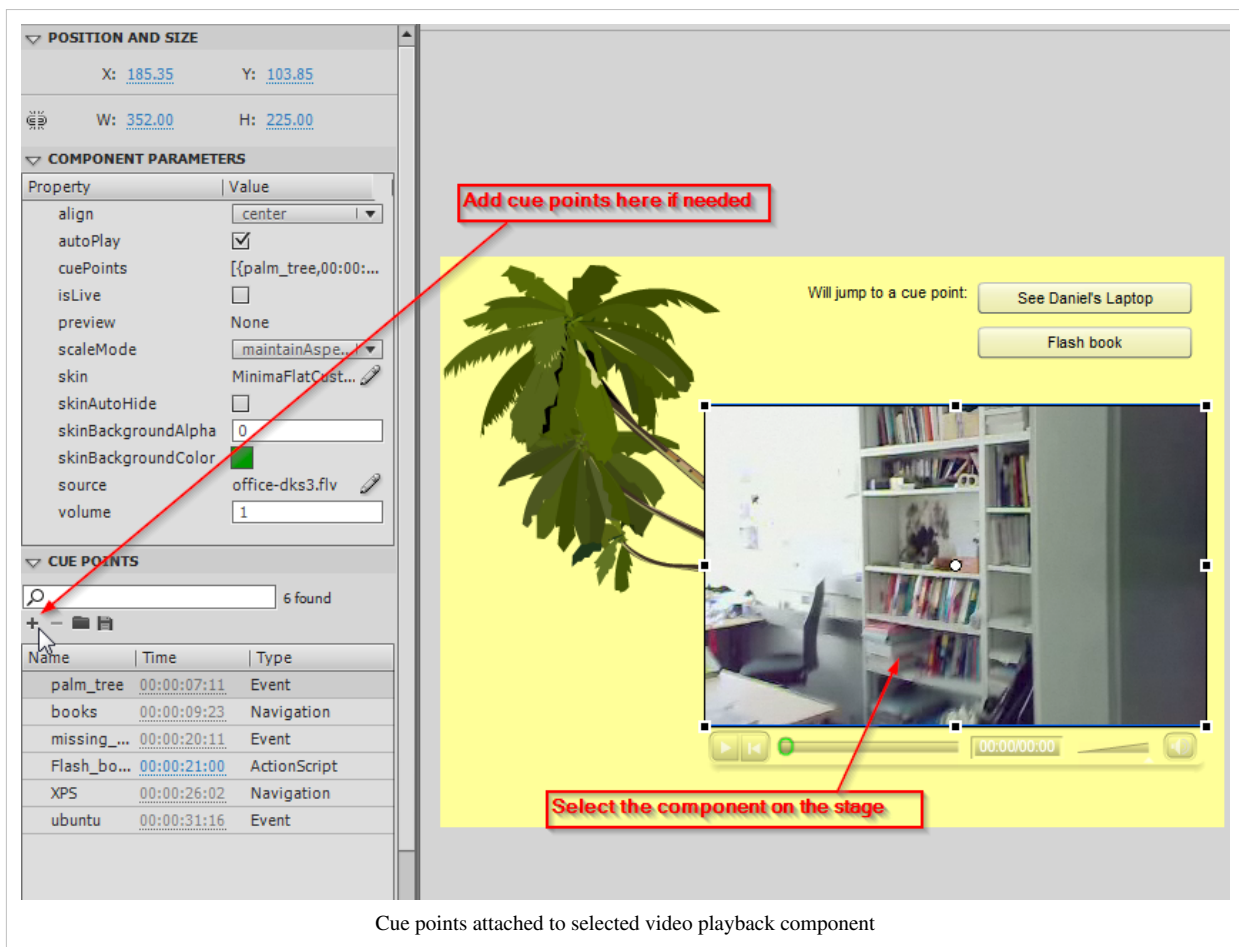 POSITION AND SIZE
X: 185.35 Y: 103.85
W: 352.00 H: 225.00
COMPONENT PARAMETERS
Property Value
align center
autoPlay
cuePoints [{palm_tree,00:00:...
isLive
preview None
scaleMode maintainAspe...
skin MinimaFlatCust...
skinAutoHide
skinBackgroundAlpha 0
skinBackgroundColor
source office-dks3.flv
volume 1
CUE POINTS
6 found
+ -
Name Time Type
palm_tree 00:00:07:11 Event
books 00:00:09:23 Navigation
missing_... 00:00:20:11 Event
Flash_bo... 00:00:21:00 ActionScript
XPS 00:00:26:02 Navigation
ubuntu 00:00:31:16 Event
Add cue points here if needed
Will jump to a cue point: See Daniel's Laptop
Flash book
00:00/00:00
Select the component on the stage
Cue points attached to selected video playback component